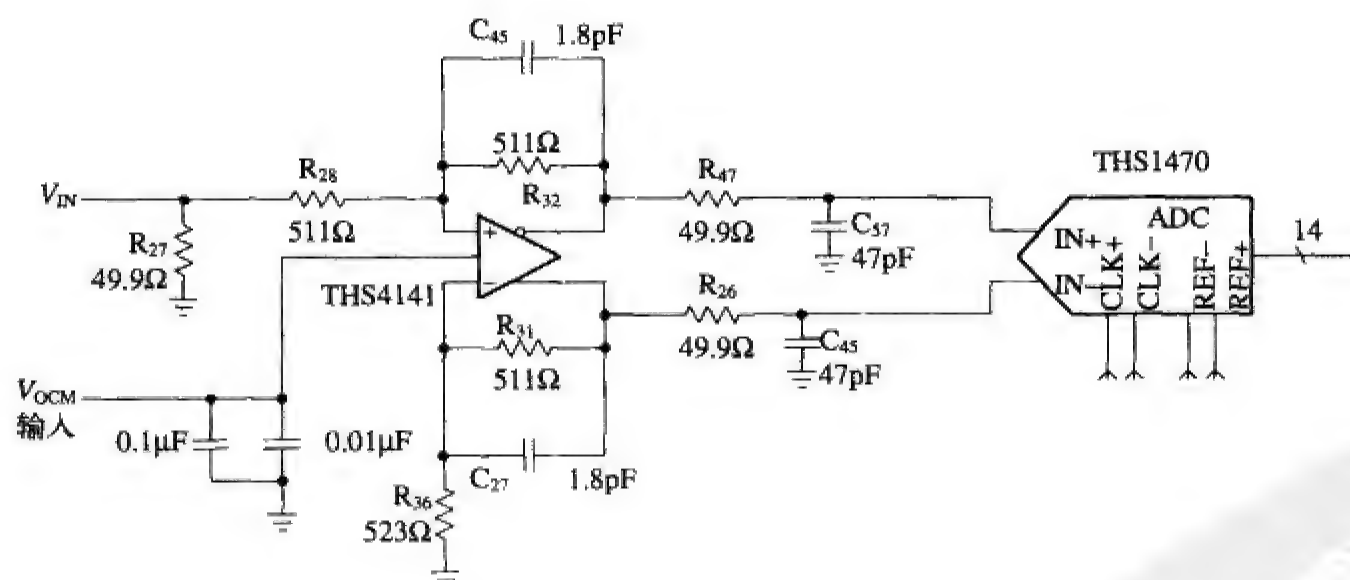 C₄₅ 1.8pF
511Ω
R₃₂
R₂₈
511Ω
V_IN
R₂₇
49.9Ω
+
−
THS4141
R₃₁
511Ω
C₂₇ 1.8pF
R₃₆
523Ω
V_OCM
输入
0.1μF 0.01μF
R₄₇
49.9Ω
C₅₇
47pF
R₂₆
49.9Ω
C₄₅
47pF
THS1470
ADC
IN+
IN−
CLK+
CLK−
REF−
REF+
14